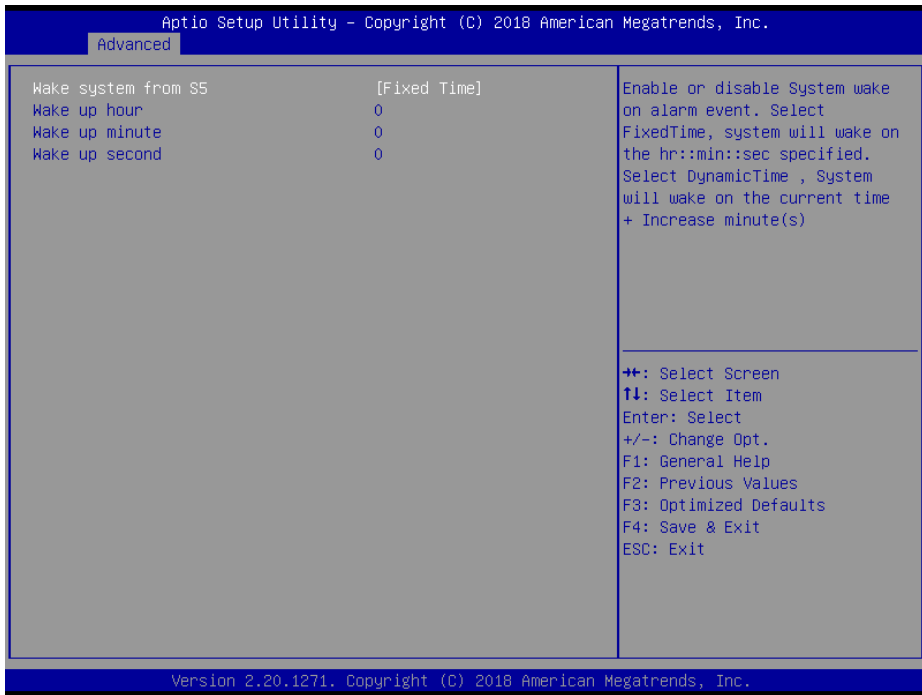 Aptio Setup Utility – Copyright (C) 2018 American Megatrends, Inc.
Advanced
Wake system from S5 [Fixed Time]
Wake up hour 0
Wake up minute 0
Wake up second 0
Enable or disable System wake
on alarm event. Select
FixedTime, system will wake on
the hr::min::sec specified.
Select DynamicTime , System
will wake on the current time
+ Increase minute(s)
→←: Select Screen
↑↓: Select Item
Enter: Select
+/-: Change Opt.
F1: General Help
F2: Previous Values
F3: Optimized Defaults
F4: Save & Exit
ESC: Exit
Version 2.20.1271. Copyright (C) 2018 American Megatrends, Inc.